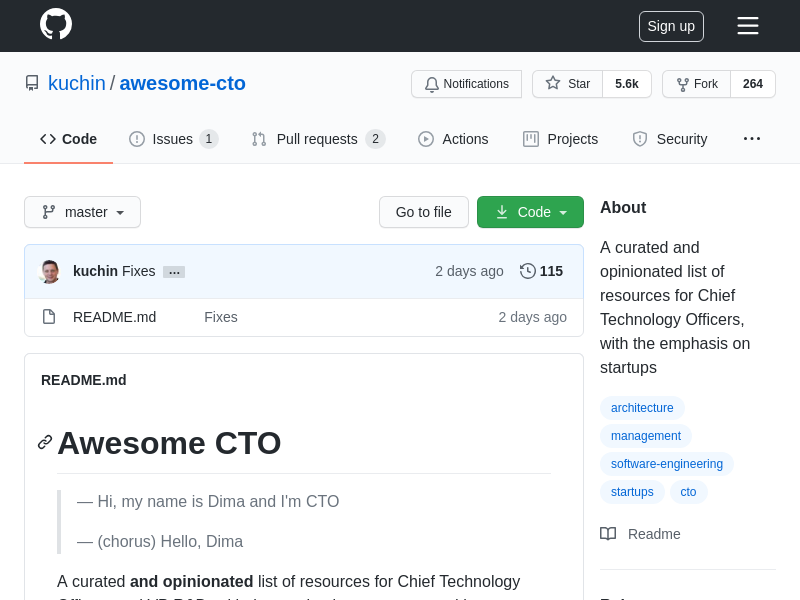 Sign up
kuchin / awesome-cto
Notifications
Star 5.6k
Fork 264
Code
Issues 1
Pull requests 2
Actions
Projects
Security
master
Go to file
Code
kuchin Fixes ...
2 days ago
115
README.md Fixes 2 days ago
README.md
Awesome CTO
— Hi, my name is Dima and I'm CTO
— (chorus) Hello, Dima
A curated and opinionated list of resources for Chief Technology
About
A curated and
opinionated list of
resources for Chief
Technology Officers,
with the emphasis on
startups
architecture
management
software-engineering
startups cto
Readme